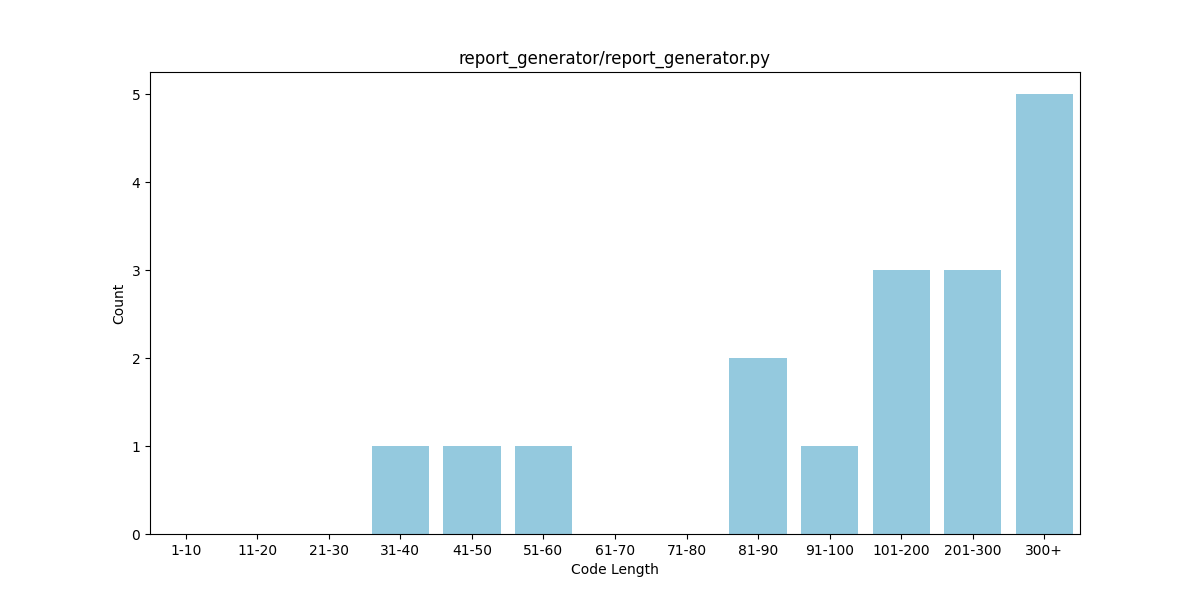 report_generator/report_generator.py
5
4
3
2
1
0
Count
1-10 11-20 21-30 31-40 41-50 51-60 61-70 71-80 81-90 91-100 101-200 201-300 300+
Code Length